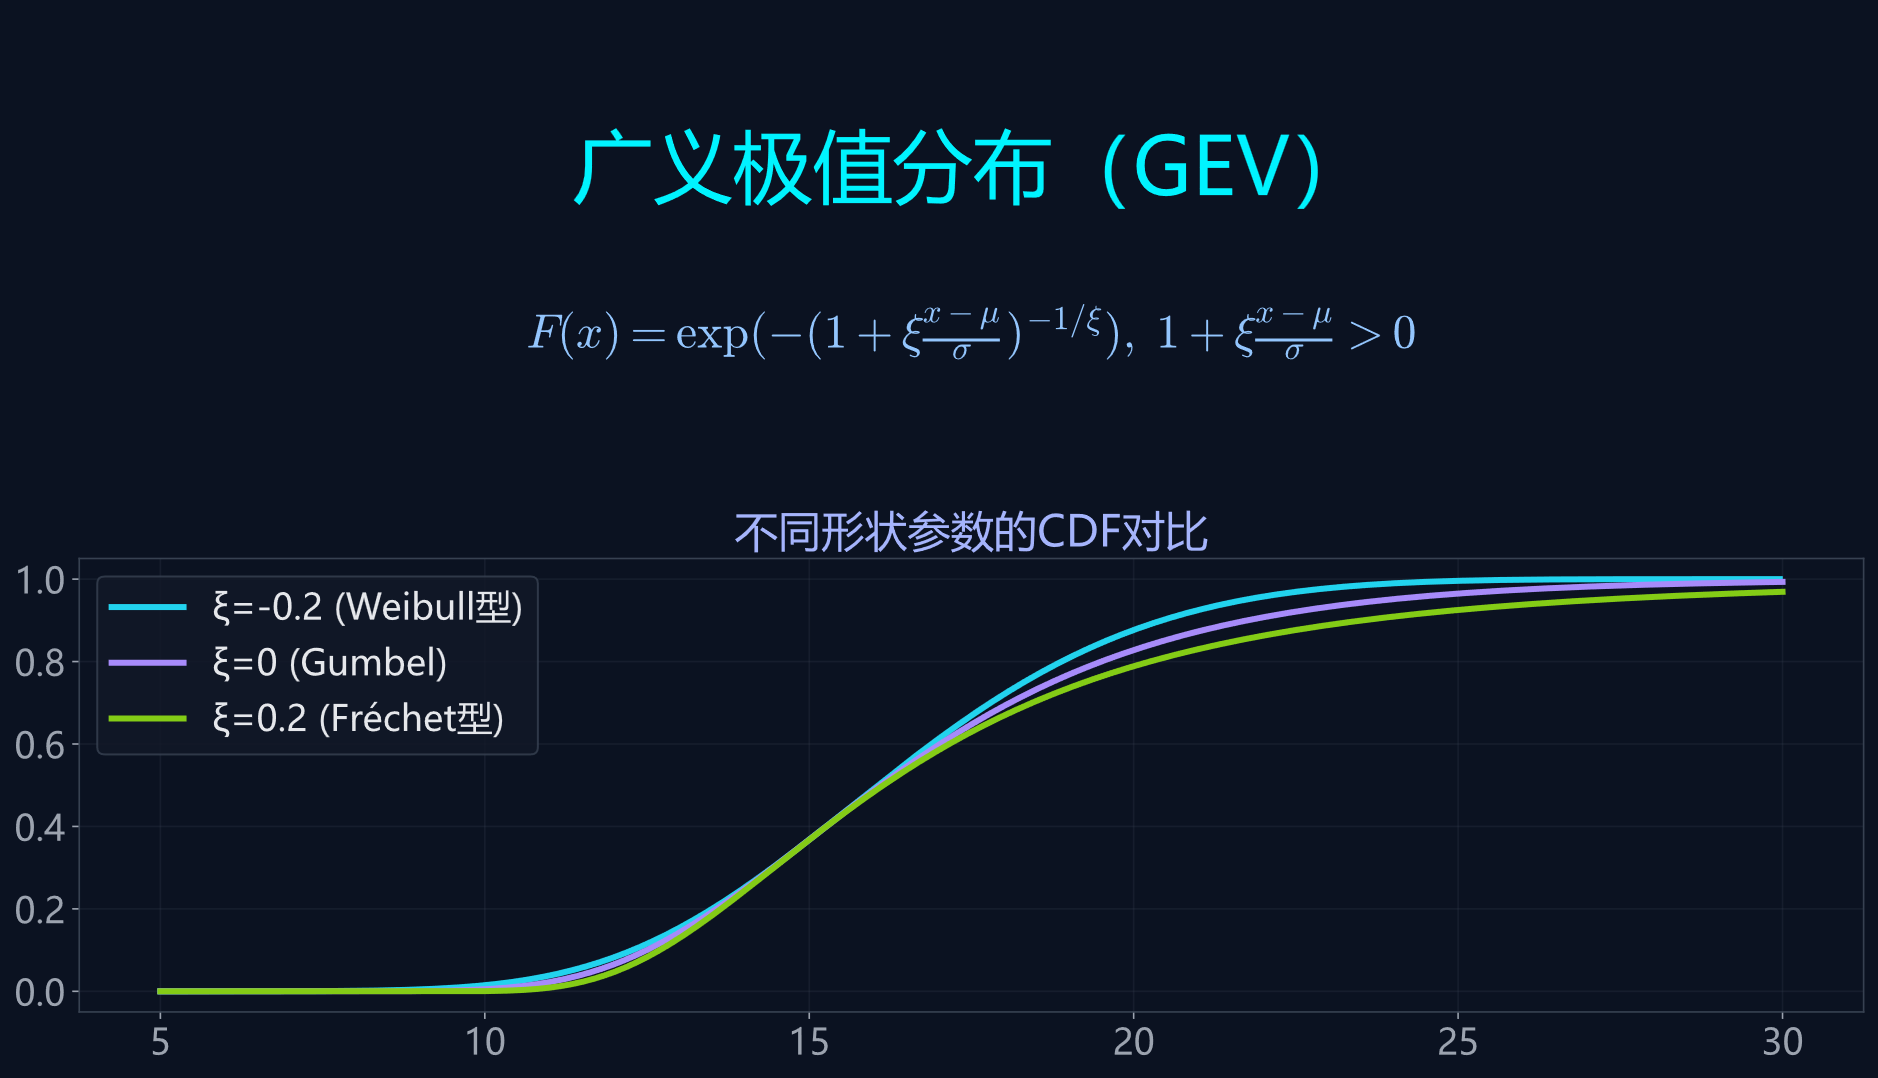 广义极值分布（GEV）
F(x) = exp(−(1 + ξ\frac{x − μ}{σ})^{−1/ξ}), 1 + ξ\frac{x − μ}{σ} > 0
不同形状参数的CDF对比
ξ=-0.2 (Weibull型)
ξ=0 (Gumbel)
ξ=0.2 (Fréchet型)
1.0
0.8
0.6
0.4
0.2
0.0
5 10 15 20 25 30